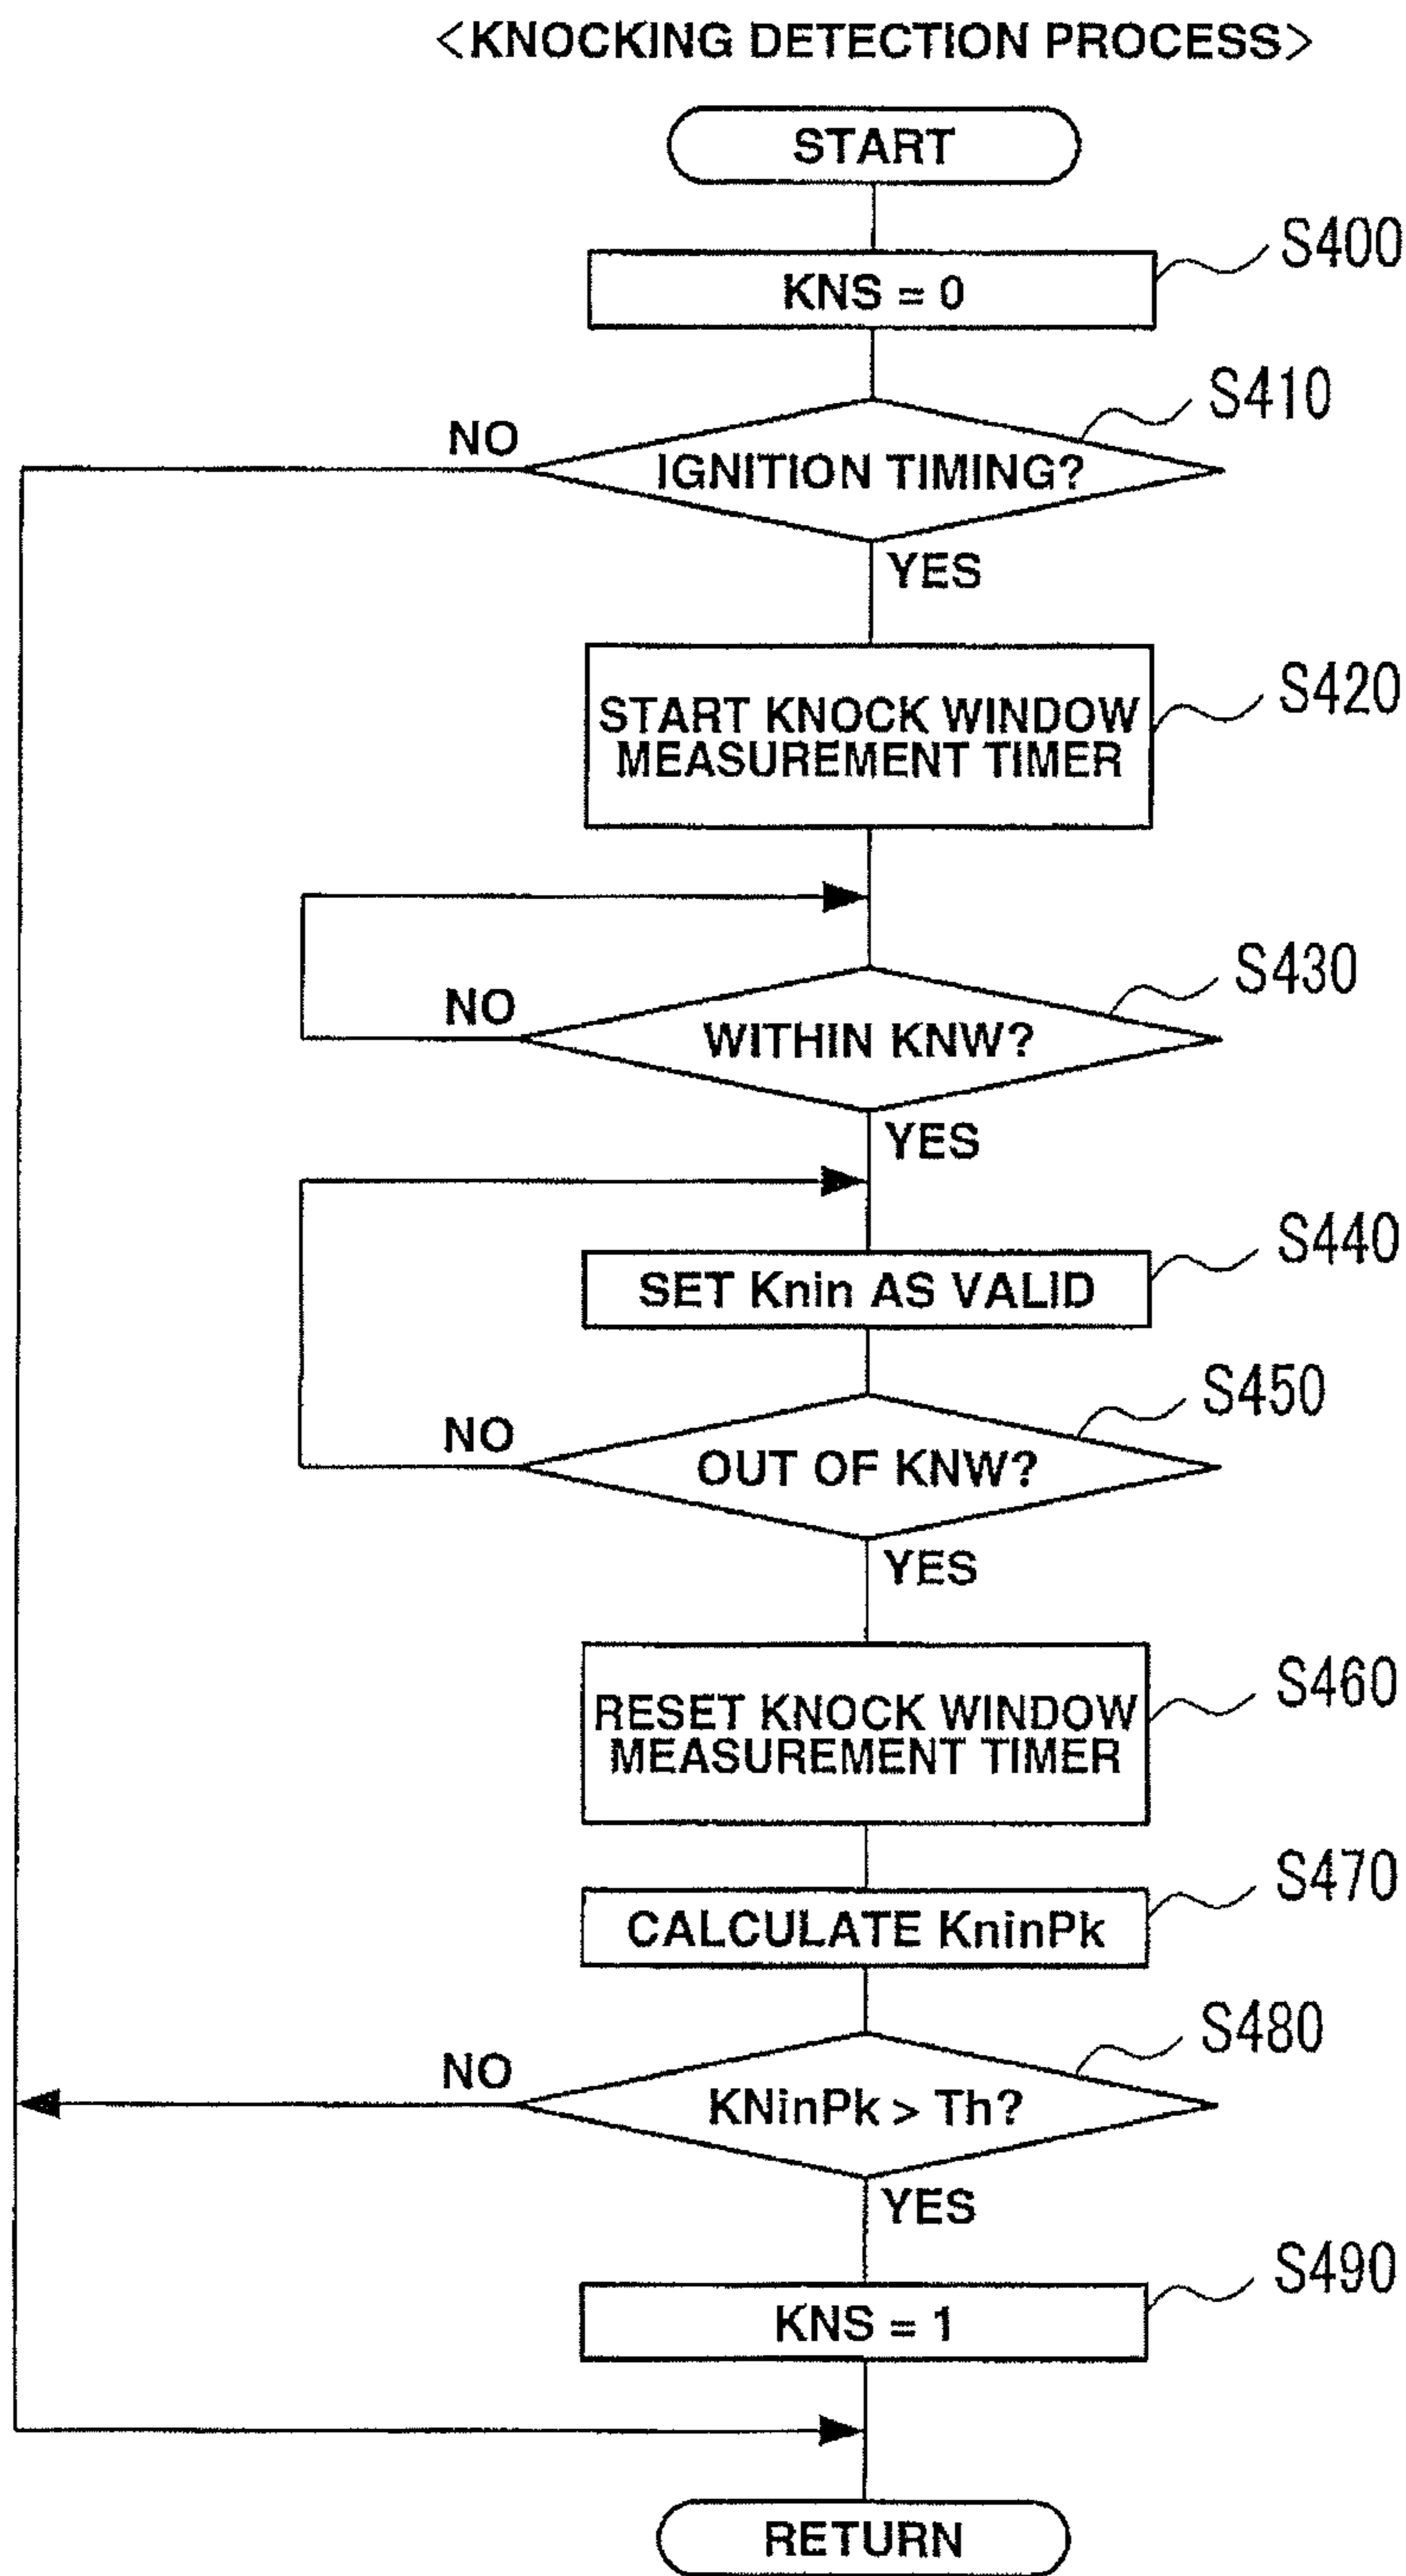 <KNOCKING DETECTION PROCESS>
START
S400
KNS = 0
S410
NO
IGNITION TIMING?
YES
S420
START KNOCK WINDOW
MEASUREMENT TIMER
S430
NO
WITHIN KNW?
YES
S440
SET Knin AS VALID
S450
NO
OUT OF KNW?
YES
S460
RESET KNOCK WINDOW
MEASUREMENT TIMER
S470
CALCULATE KninPk
S480
NO
KNinPk > Th?
YES
S490
KNS = 1
RETURN